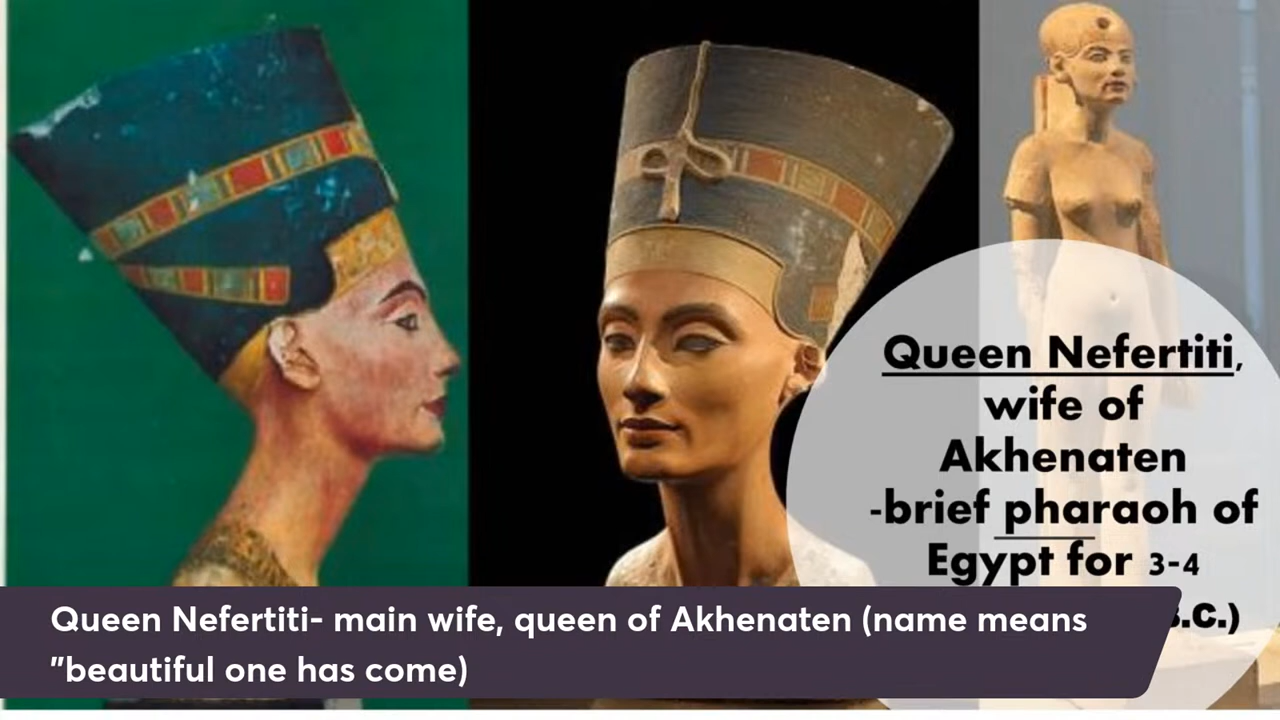 Queen Nefertiti,
wife of
Akhenaten
-brief pharaoh of
Egypt for 3-4
B.C.)
Queen Nefertiti- main wife, queen of Akhenaten (name means
"beautiful one has come)